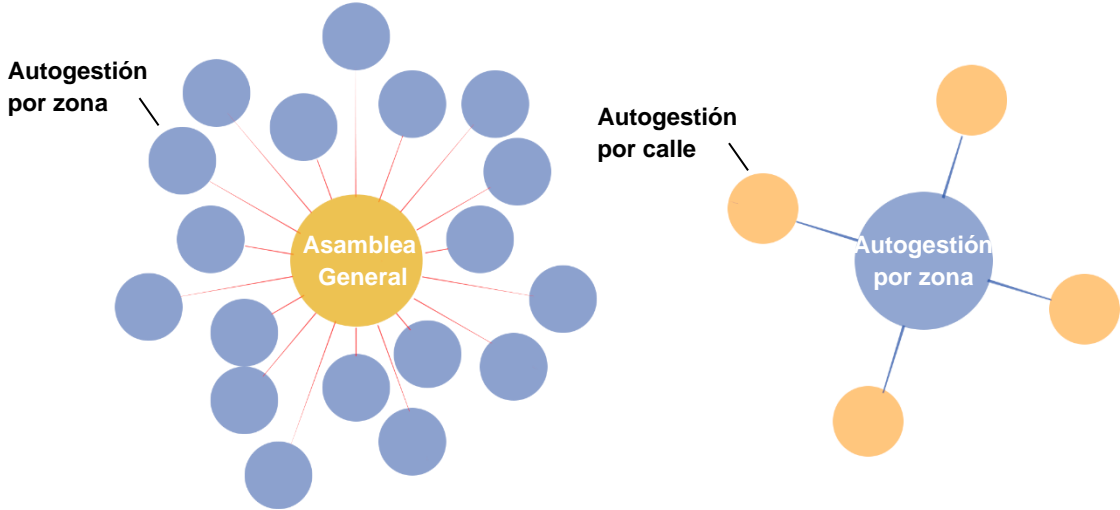 Autogestión
por zona
Asamblea
General
Autogestión
por calle
Autogestión
por zona